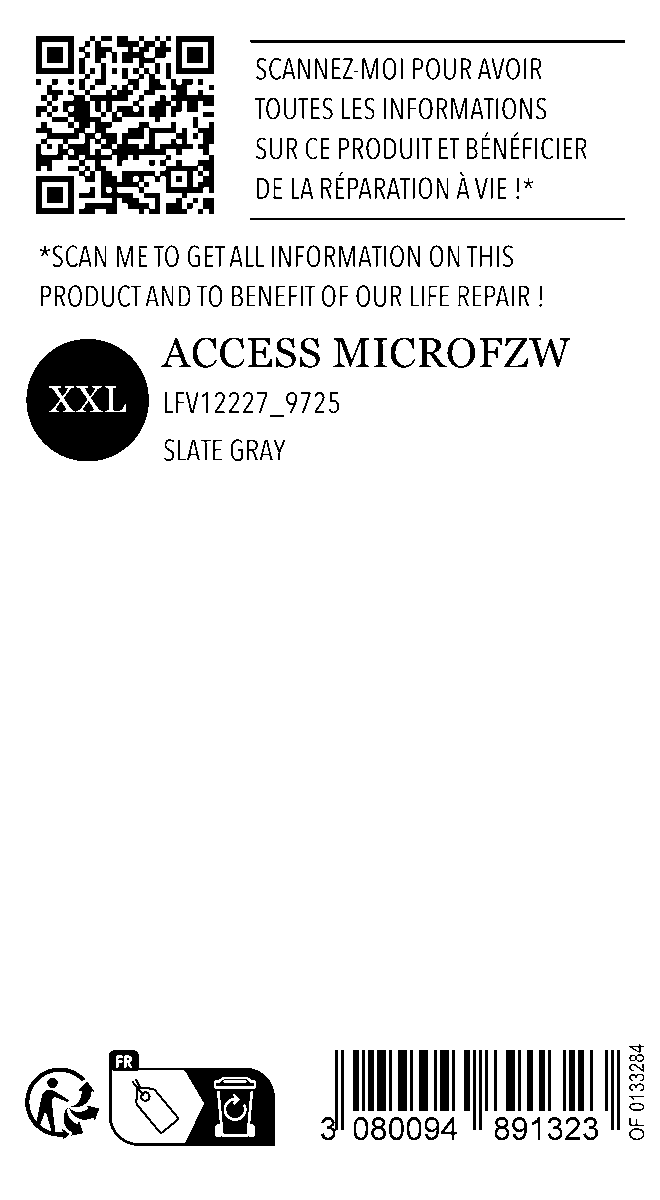 SCANNEZ-MOI POUR AVOIR
TOUTES LES INFORMATIONS
SUR CE PRODUIT ET BÉNÉFICIER
DE LA RÉPARATION À VIE !*
*SCAN ME TO GET ALL INFORMATION ON THIS
PRODUCT AND TO BENEFIT OF OUR LIFE REPAIR !
XXL
ACCESS MICROFZW
LFV12227_9725
SLATE GRAY
FR
3 080094 891323
OF 0133284